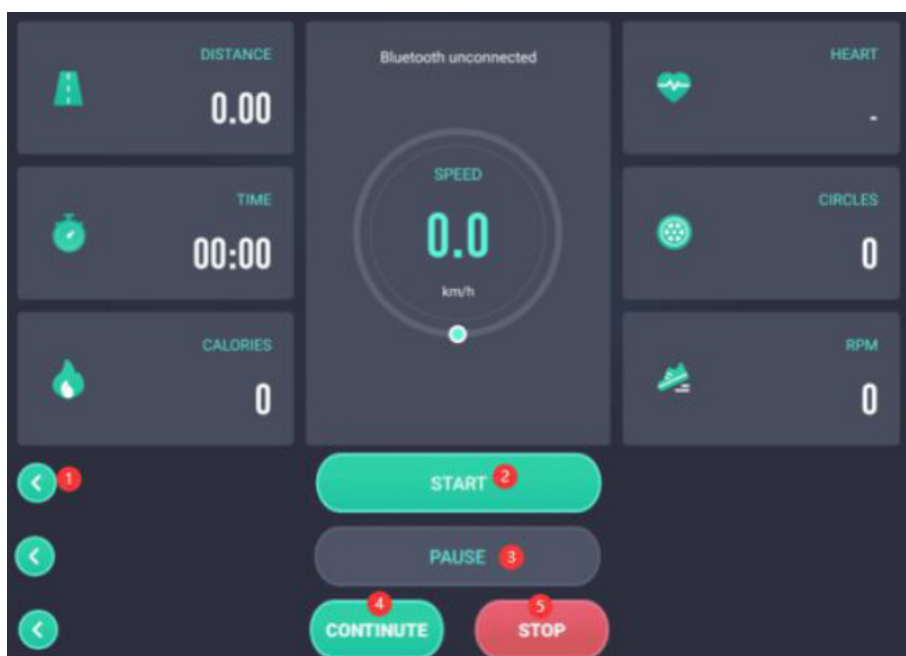 DISTANCE
0.00
Bluetooth unconnected
HEART
-
TIME
00:00
SPEED
0.0
km/h
CIRCLES
0
CALORIES
0
RPM
0
1
START 2
PAUSE 3
4
CONTINUTE
5
STOP